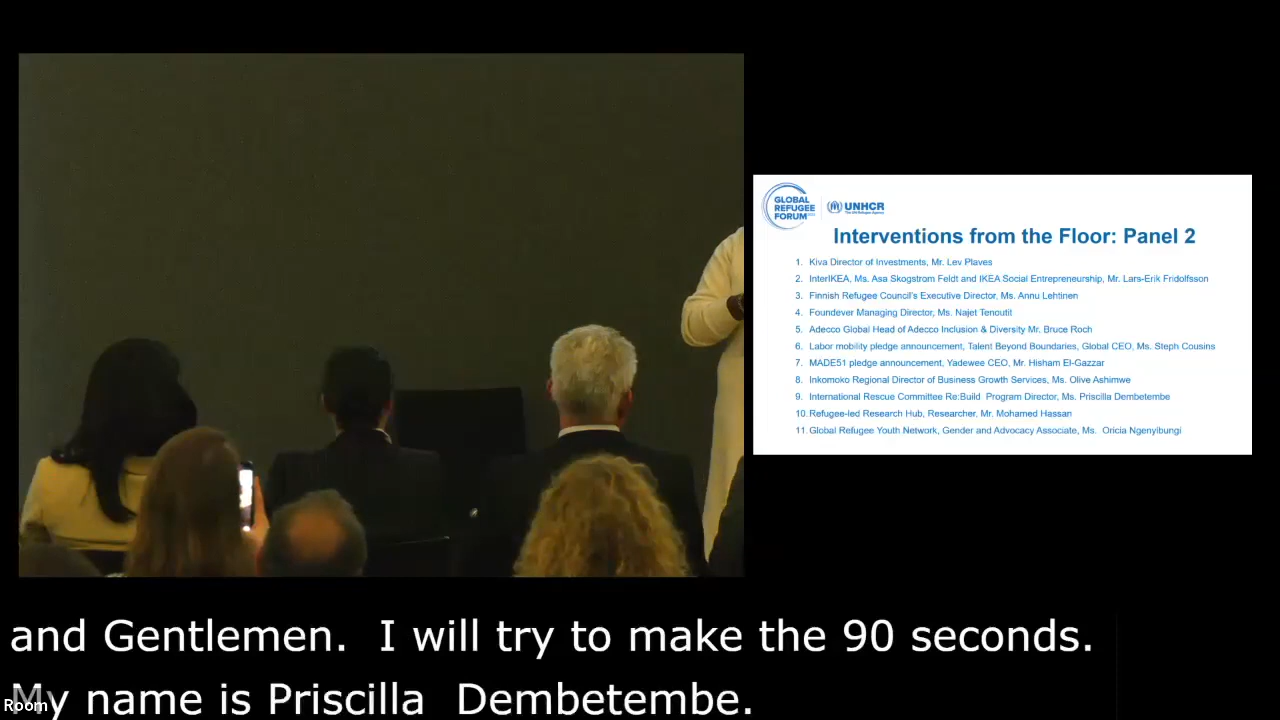 GLOBAL
REFUGEE
FORUM
UNHCR
The UN Refugee Agency
Interventions from the Floor: Panel 2
1. Kiva Director of Investments, Mr. Lev Plaves
2. InterIKEA, Ms. Asa Skogstrom Feldt and IKEA Social Entrepreneurship, Mr. Lars-Erik Fridolfsson
3. Finnish Refugee Council's Executive Director, Ms. Annu Lehtinen
4. Foundever Managing Director, Ms. Najet Tenoutit
5. Adecco Global Head of Adecco Inclusion & Diversity Mr. Bruce Roch
6. Labor mobility pledge announcement, Talent Beyond Boundaries, Global CEO, Ms. Steph Cousins
7. MADE51 pledge announcement, Yadewee CEO, Mr. Hisham El-Gazzar
8. Inkomoko Regional Director of Business Growth Services, Ms. Olive Ashimwe
9. International Rescue Committee Re:Build Program Director, Ms. Priscilla Dembetembe
10. Refugee-led Research Hub, Researcher, Mr. Mohamed Hassan
11. Global Refugee Youth Network, Gender and Advocacy Associate, Ms. Oricia Ngenyibungi
and Gentlemen. I will try to make the 90 seconds.
My name is Priscilla Dembetembe.
Room